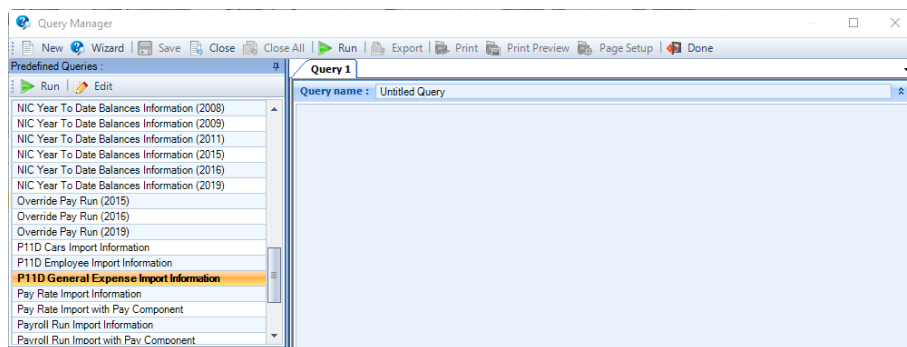 Query Manager
New Wizard Save Close Close All Run Export Print Print Preview Page Setup Done
Predefined Queries :
Run Edit
NIC Year To Date Balances Information (2008)
NIC Year To Date Balances Information (2009)
NIC Year To Date Balances Information (2011)
NIC Year To Date Balances Information (2015)
NIC Year To Date Balances Information (2016)
NIC Year To Date Balances Information (2019)
Override Pay Run (2015)
Override Pay Run (2016)
Override Pay Run (2019)
P11D Cars Import Information
P11D Employee Import Information
P11D General Expense Import Information
Pay Rate Import Information
Pay Rate Import with Pay Component
Payroll Run Import Information
Payroll Run Import with Pay Component
Query 1
Query name : Untitled Query